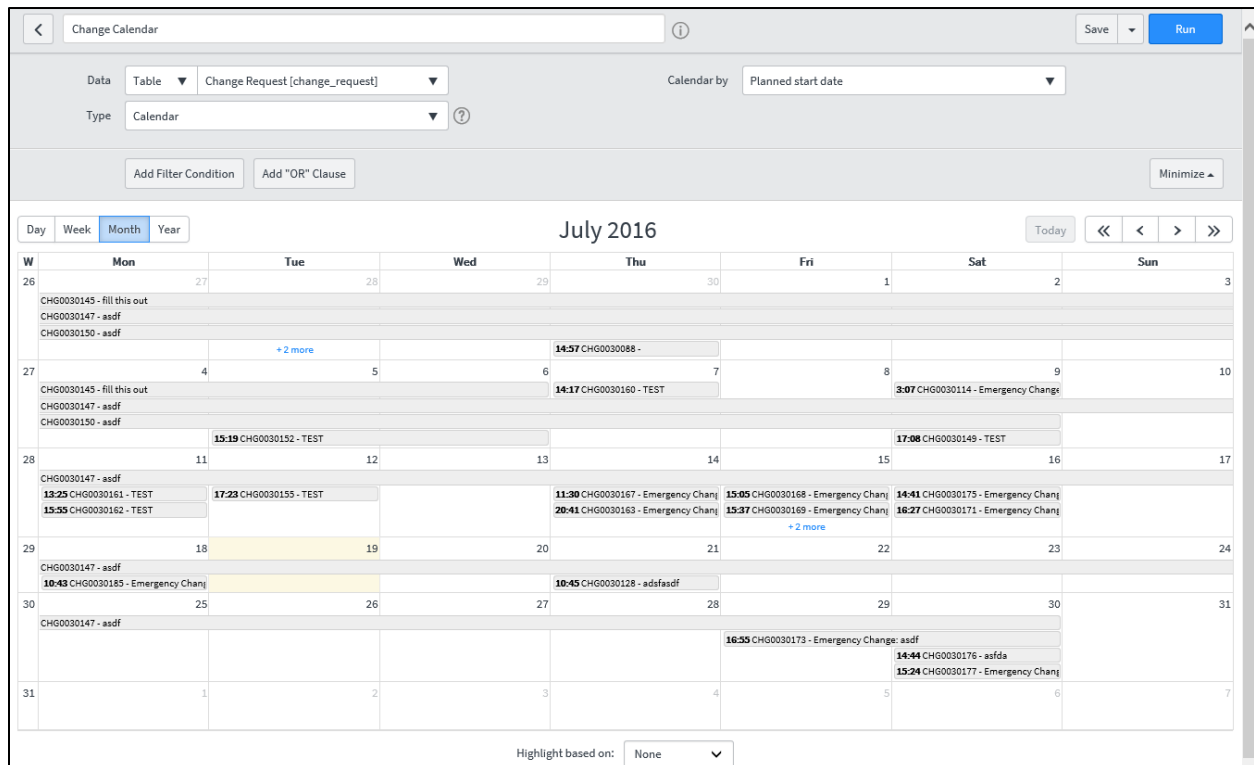 Change Calendar
Save
Run
Data Table Change Request [change_request] Calendar by Planned start date
Type Calendar
Add Filter Condition Add "OR" Clause Minimize
Day Week Month Year July 2016 Today
W Mon Tue Wed Thu Fri Sat Sun
26 27 28 29 30 1 2 3
CHG0030145 - fill this out
CHG0030147 - asdf
CHG0030150 - asdf
+ 2 more 14:57 CHG0030088 -
27 4 5 6 7 8 9 10
CHG0030145 - fill this out 14:17 CHG0030160 - TEST 3:07 CHG0030114 - Emergency Change
CHG0030147 - asdf
CHG0030150 - asdf
15:19 CHG0030152 - TEST 17:08 CHG0030149 - TEST
28 11 12 13 14 15 16 17
CHG0030147 - asdf
13:25 CHG0030161 - TEST 17:23 CHG0030155 - TEST 11:30 CHG0030167 - Emergency Chang 15:05 CHG0030168 - Emergency Chang 14:41 CHG0030175 - Emergency Chang
15:55 CHG0030162 - TEST 20:41 CHG0030163 - Emergency Chang 15:37 CHG0030169 - Emergency Chang 16:27 CHG0030171 - Emergency Chang
+ 2 more
29 18 19 20 21 22 23 24
CHG0030147 - asdf
10:43 CHG0030185 - Emergency Chang 10:45 CHG0030128 - adsfasdf
30 25 26 27 28 29 30 31
CHG0030147 - asdf
16:55 CHG0030173 - Emergency Change: asdf
14:44 CHG0030176 - asfda
15:24 CHG0030177 - Emergency Chang
31 1 2 3 4 5 6 7
Highlight based on: None